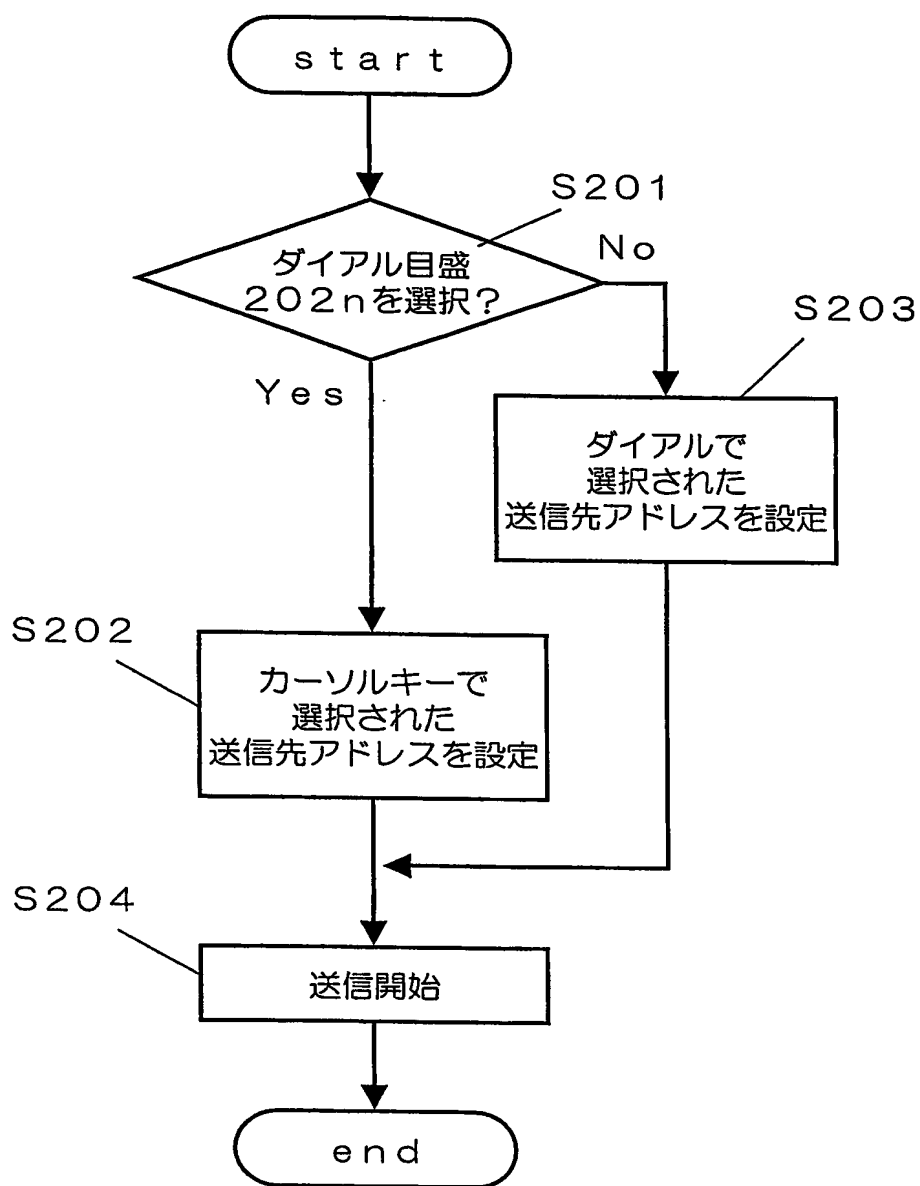 start
S201
ダイアル目盛
202nを選択?
No
Yes
S203
ダイアルで
選択された
送信先アドレスを設定
S202
カーソルキーで
選択された
送信先アドレスを設定
S204
送信開始
end